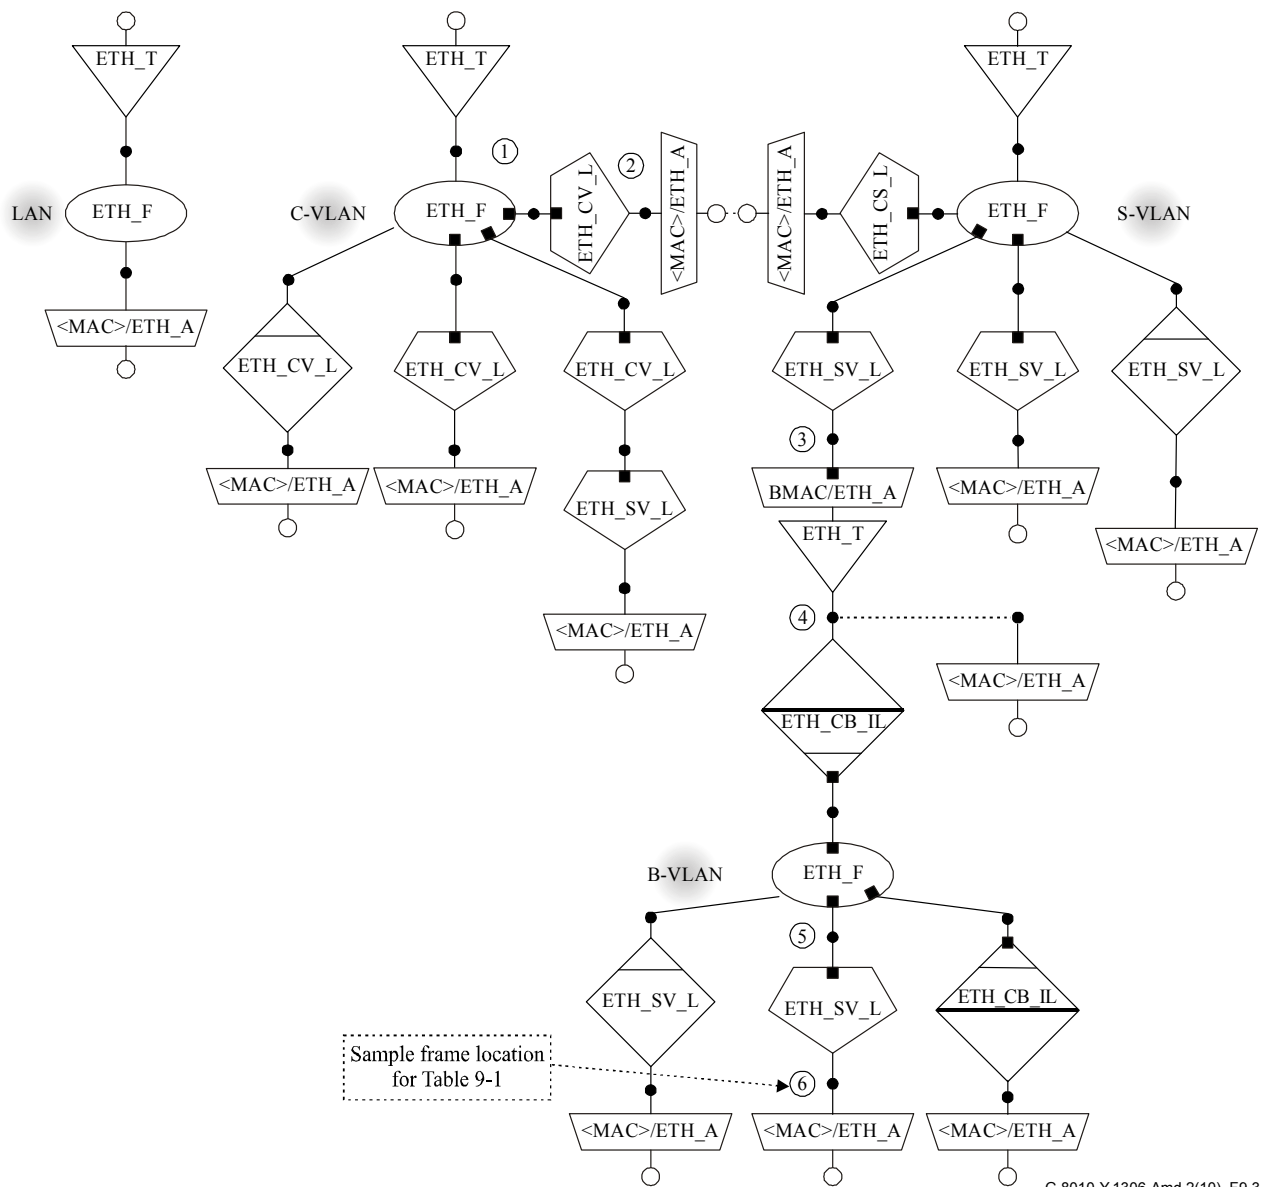 ETH_T
ETH_T
ETH_T
1
2
ETH_CV_L
<MAC>/ETH_A
<MAC>/ETH_A
ETH_CS_L
LAN
ETH_F
C-VLAN
ETH_F
ETH_F
S-VLAN
<MAC>/ETH_A
ETH_CV_L
ETH_CV_L
ETH_CV_L
ETH_SV_L
ETH_SV_L
ETH_SV_L
3
<MAC>/ETH_A
<MAC>/ETH_A
BMAC/ETH_A
<MAC>/ETH_A
ETH_SV_L
ETH_T
<MAC>/ETH_A
4
<MAC>/ETH_A
<MAC>/ETH_A
ETH_CB_IL
B-VLAN
ETH_F
5
ETH_SV_L
ETH_SV_L
ETH_CB_IL
Sample frame location
for Table 9-1
6
<MAC>/ETH_A
<MAC>/ETH_A
<MAC>/ETH_A